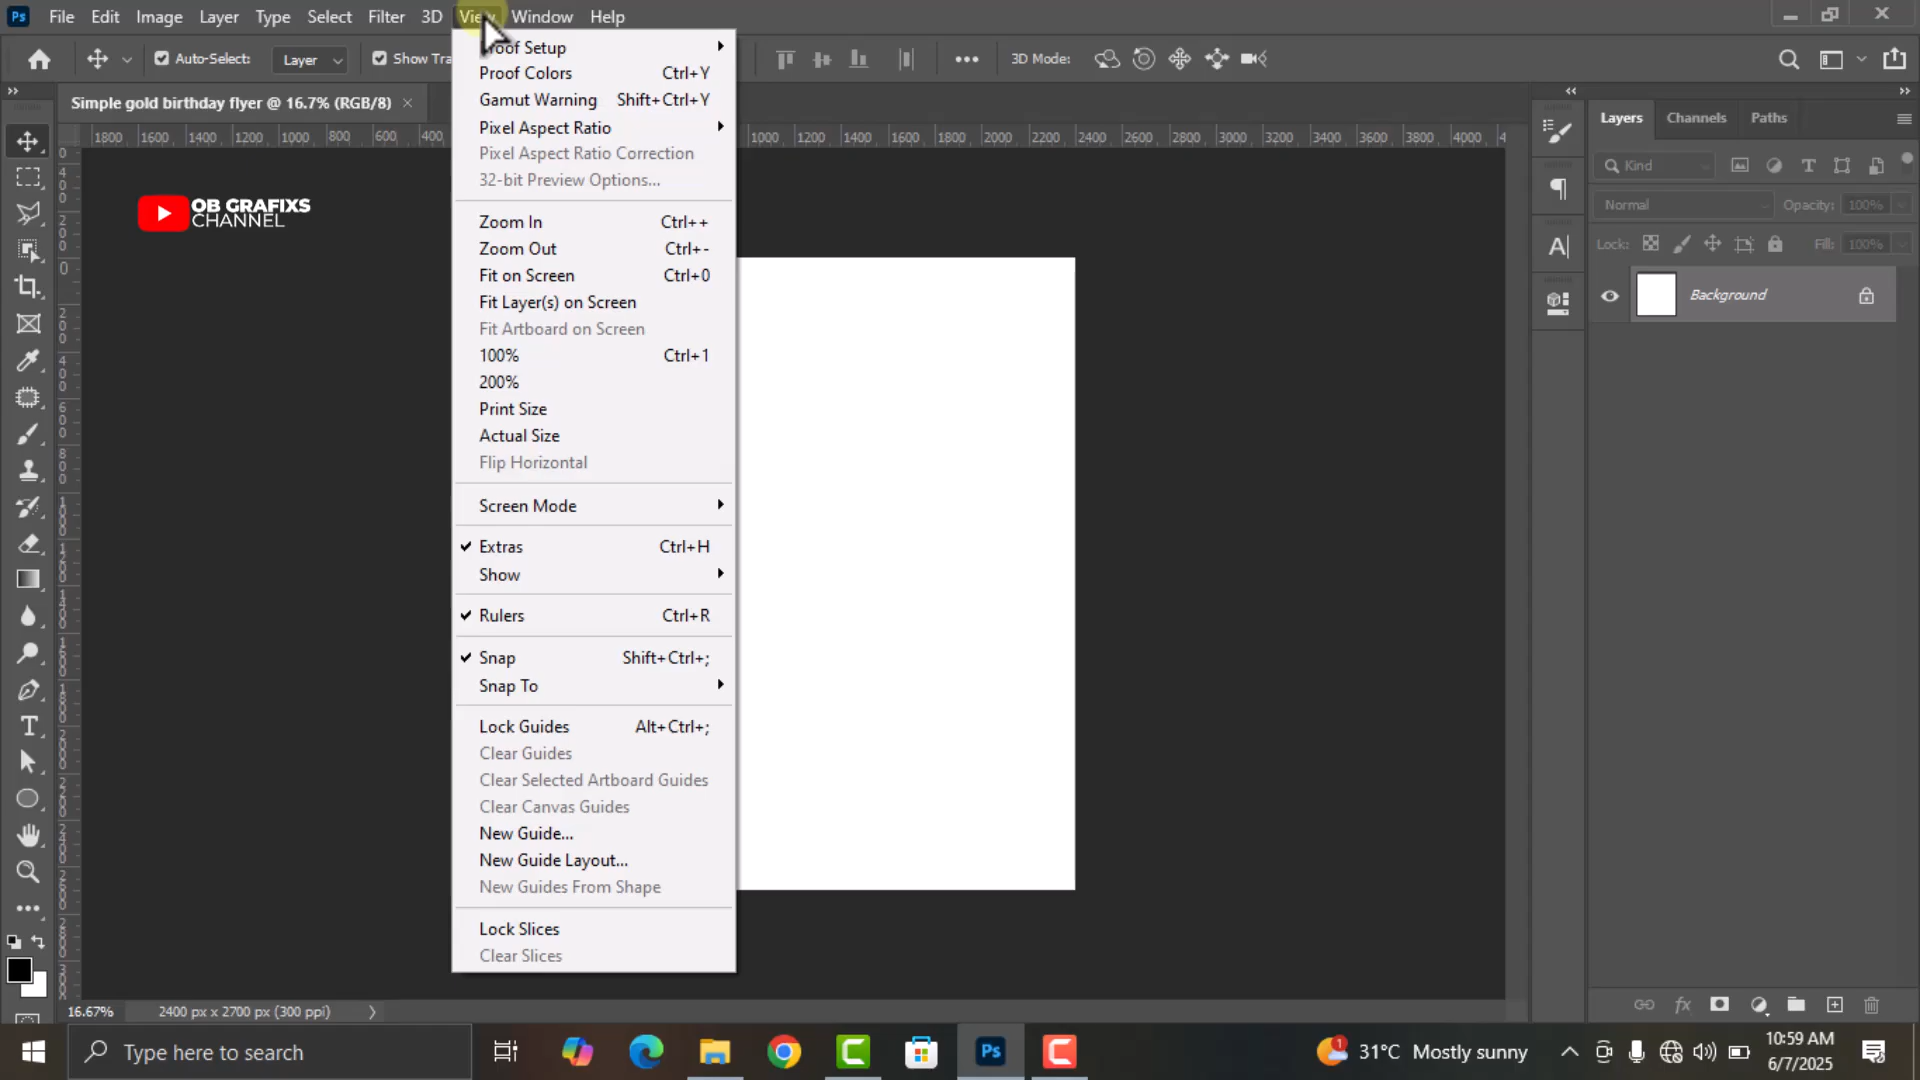 Ps File Edit Image Layer Type Select Filter 3D View Window Help
Auto-Select: Layer Show Tra 3D Mode:
Simple gold birthday flyer @ 16.7% (RGB/8)
1800 1600 1400 1200 1000 800 600 400 1000 1200 1400 1600 1800 2000 2200 2400 2600 2800 3000 3200 3400 3600 3800 4000 4
OB GRAFIXS
CHANNEL
Proof Setup
Proof Colors Ctrl+Y
Gamut Warning Shift+Ctrl+Y
Pixel Aspect Ratio
Pixel Aspect Ratio Correction
32-bit Preview Options...
Zoom In Ctrl++
Zoom Out Ctrl+-
Fit on Screen Ctrl+0
Fit Layer(s) on Screen
Fit Artboard on Screen
100% Ctrl+1
200%
Print Size
Actual Size
Flip Horizontal
Screen Mode
Extras Ctrl+H
Show
Rulers Ctrl+R
Snap Shift+Ctrl+;
Snap To
Lock Guides Alt+Ctrl+;
Clear Guides
Clear Selected Artboard Guides
Clear Canvas Guides
New Guide...
New Guide Layout...
New Guides From Shape
Lock Slices
Clear Slices
Layers Channels Paths
Kind
Normal Opacity: 100%
Lock: Fill: 100%
Background
16.67% 2400 px x 2700 px (300 ppi)
Type here to search
31°C Mostly sunny
10:59 AM
6/7/2025